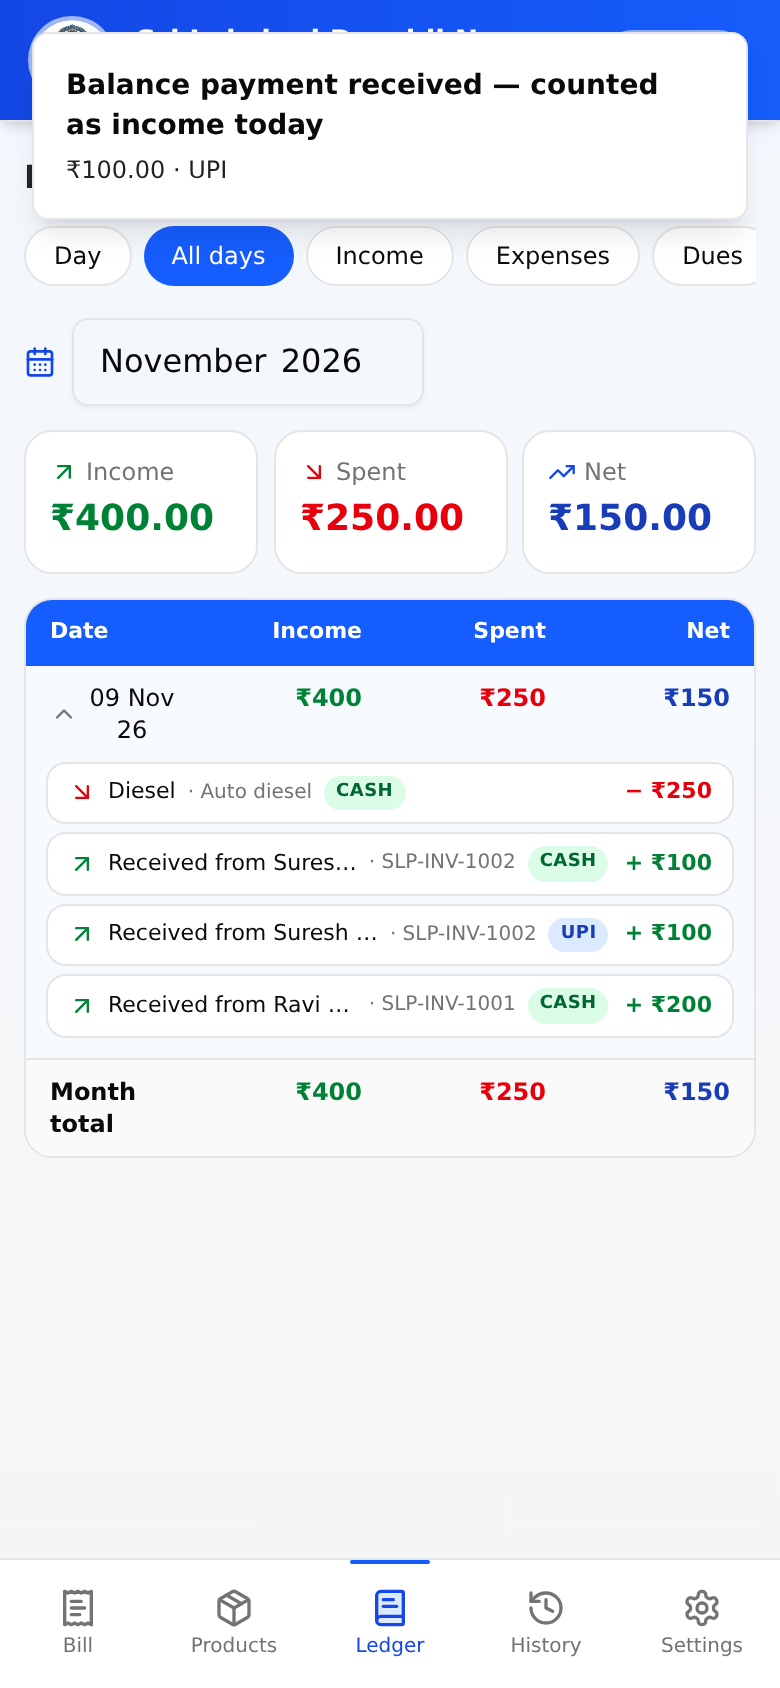 Balance payment received — counted
as income today
₹100.00 · UPI
Day
All days
Income
Expenses
Dues
November 2026
Income
₹400.00
Spent
₹250.00
Net
₹150.00
Date Income Spent Net
09 Nov
26
₹400 ₹250 ₹150
Diesel · Auto diesel CASH − ₹250
Received from Sures... · SLP-INV-1002 CASH + ₹100
Received from Suresh ... · SLP-INV-1002 UPI + ₹100
Received from Ravi ... · SLP-INV-1001 CASH + ₹200
Month
total
₹400 ₹250 ₹150
Bill
Products
Ledger
History
Settings